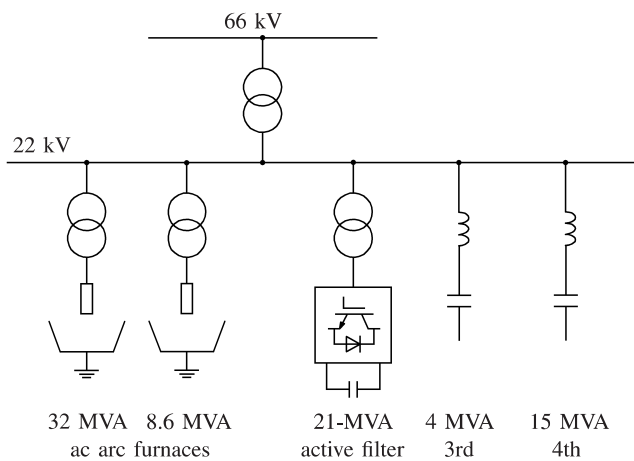 66 kV
22 kV
32 MVA 8.6 MVA 21-MVA 4 MVA 15 MVA
ac arc furnaces active filter 3rd 4th